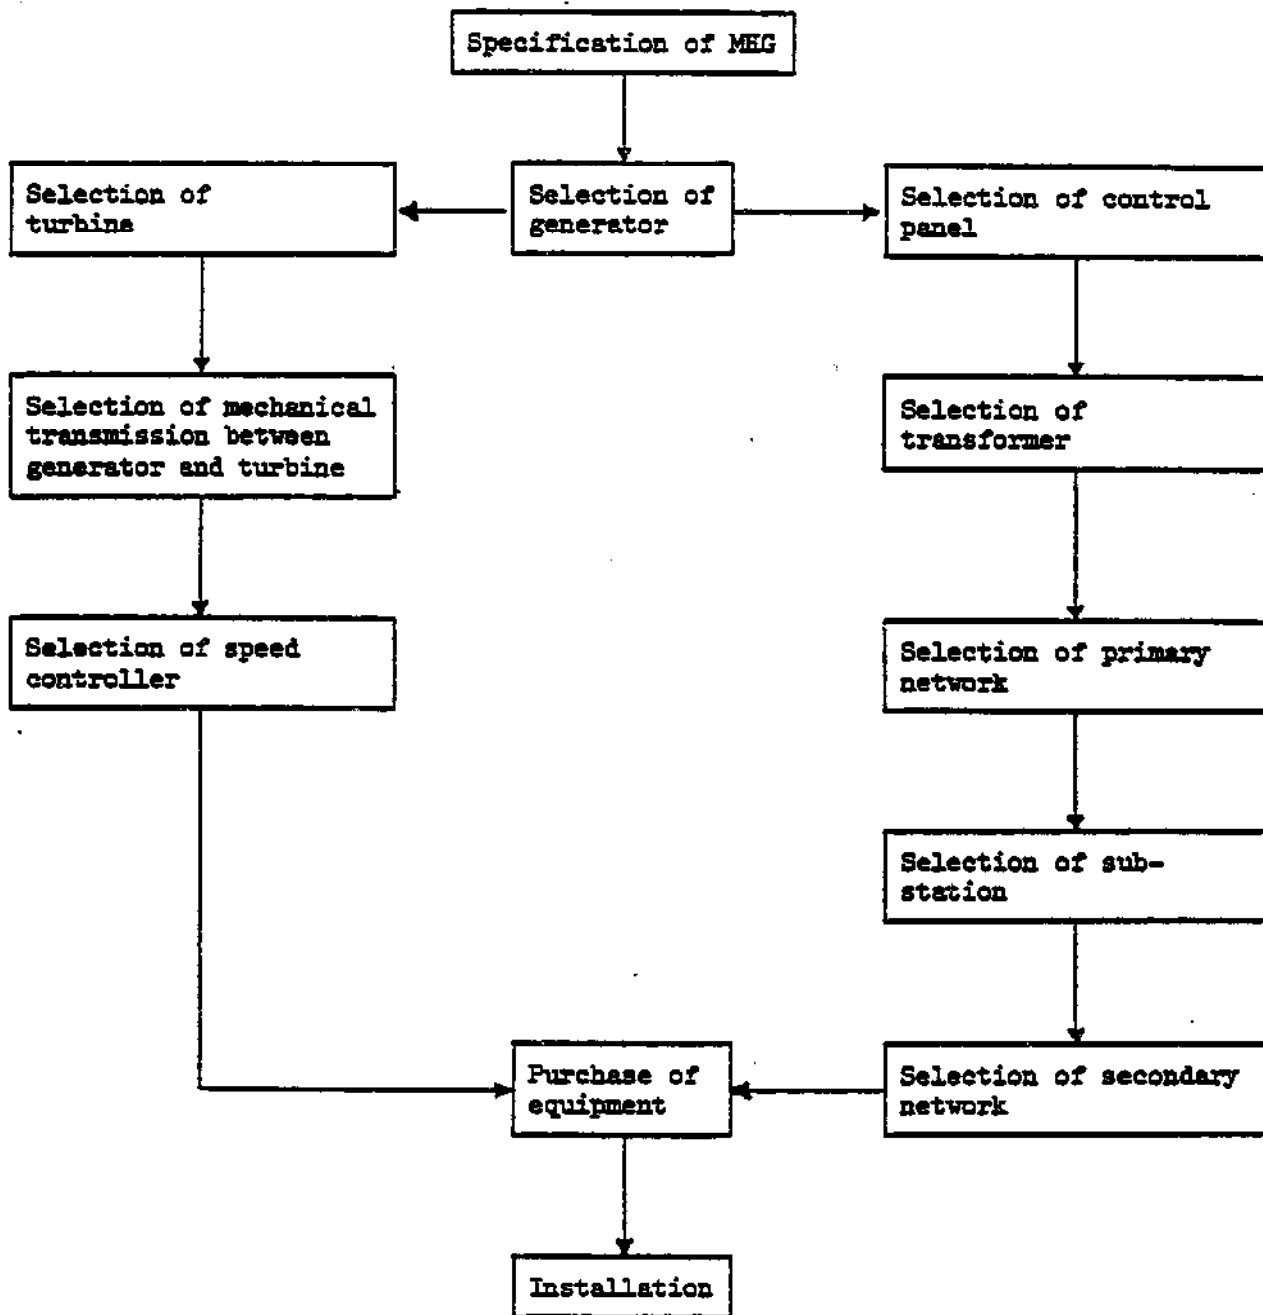 Specification of MHG
Selection of
turbine
Selection of
generator
Selection of control
panel
Selection of mechanical
transmission between
generator and turbine
Selection of
transformer
Selection of speed
controller
Selection of primary
network
Selection of sub-
station
Purchase of
equipment
Selection of secondary
network
Installation